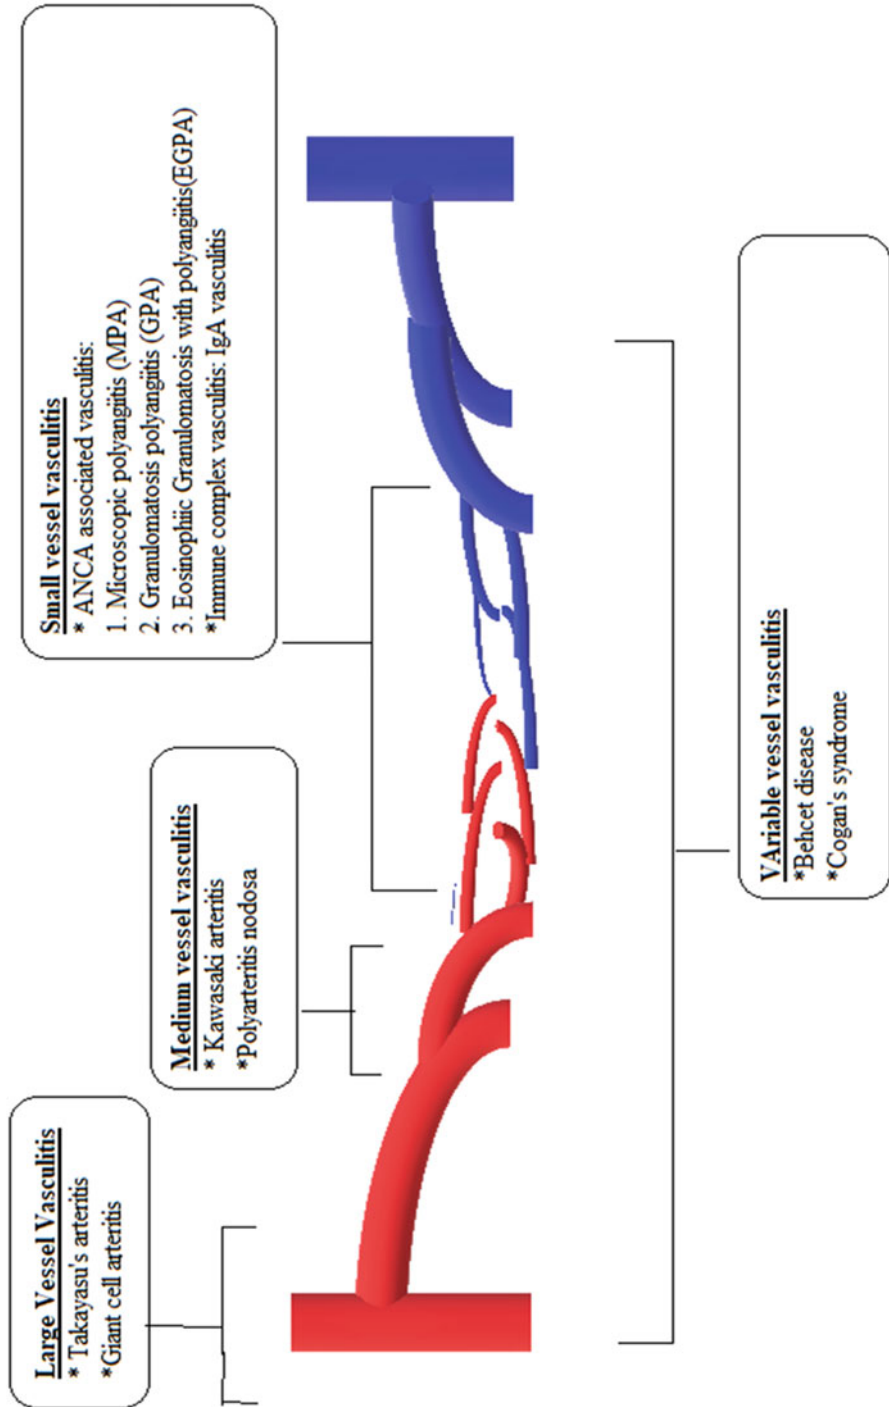 Large Vessel Vasculitis
* Takayasu's arteritis
*Giant cell arteritis
Medium vessel vasculitis
* Kawasaki arteritis
*Polyarteritis nodosa
Small vessel vasculitis
* ANCA associated vasculitis:
1. Microscopic polyangiitis (MPA)
2. Granulomatosis polyangiitis (GPA)
3. Eosinophiic Granulomatosis with polyangiitis(EGPA)
*Immune complex vasculitis: IgA vasculitis
VAriable vessel vasculitis
*Behcet disease
*Cogan's syndrome